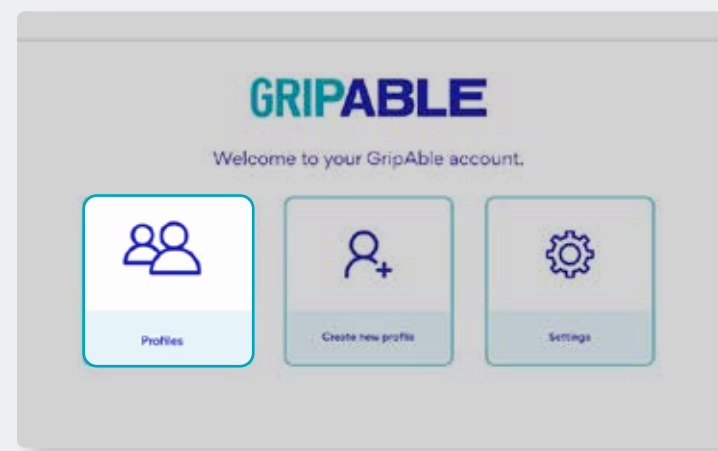 GRIPABLE
Welcome to your GripAble account.
Profiles
Create new profile
Settings